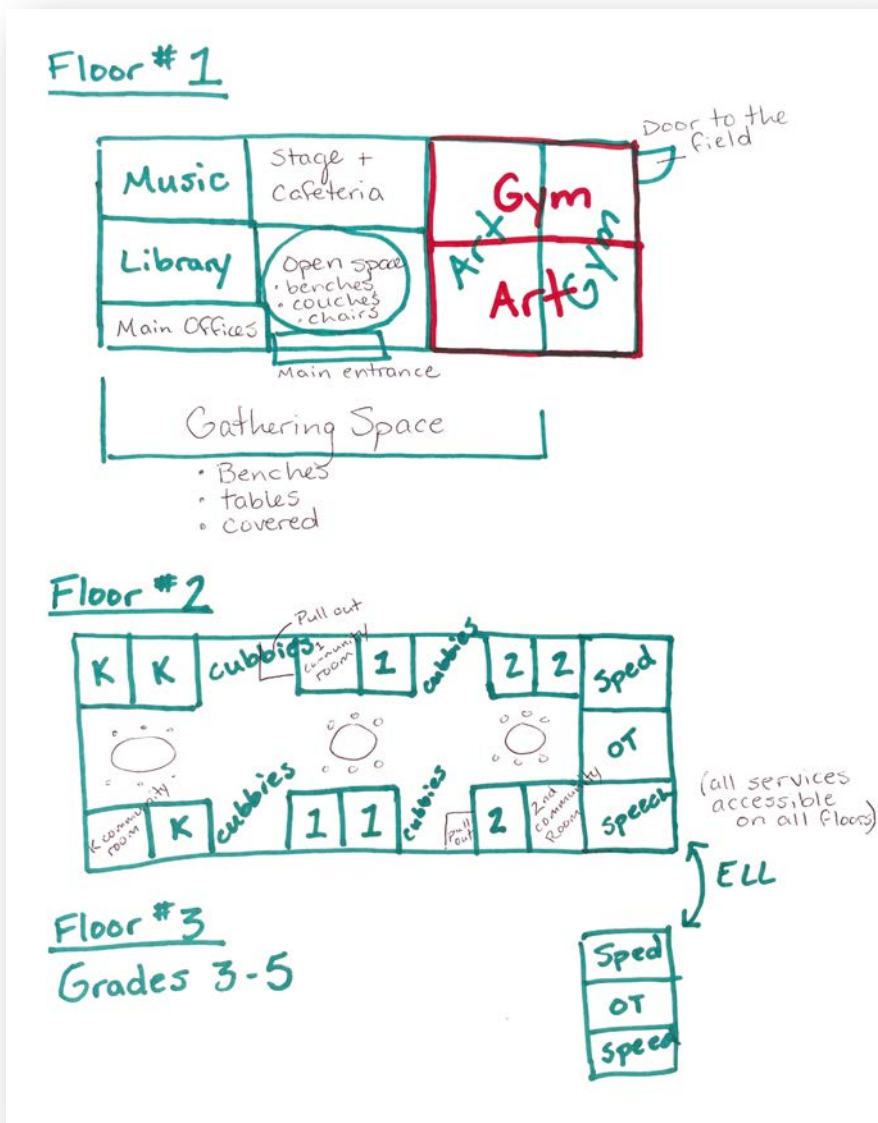 Floor #1
Door to the
field
Music
Stage +
Cafeteria
Gym
Art
Gym
Art
Library
Open space
· benches
· couches
· chairs
Main Offices
Main entrance
Gathering Space
· Benches
· tables
· covered
Floor #2
Pull out
K
K
cubbies
1
community
room
1
cubbies
2
2
Sped
OT
K community
room
K
cubbies
1
1
cubbies
Pull
out
2
2nd
community
Room
Speech
(all services
accessible
on all floors)
ELL
Floor #3
Grades 3-5
Sped
OT
Speed